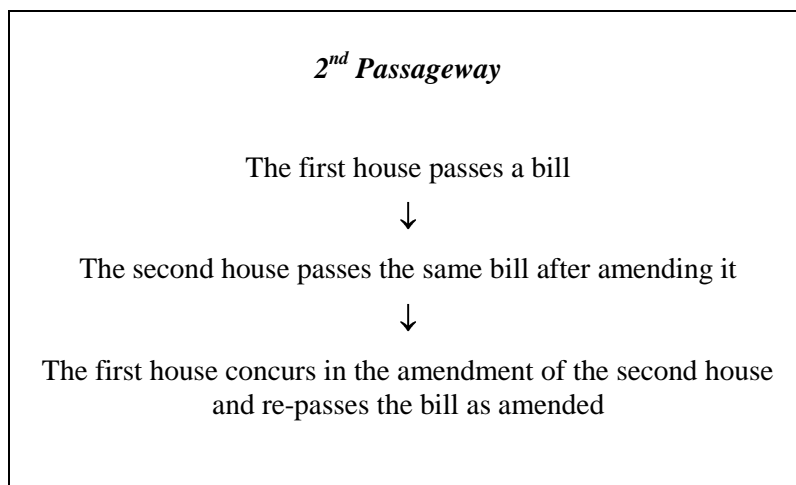 2nd Passageway
The first house passes a bill
↓
The second house passes the same bill after amending it
↓
The first house concurs in the amendment of the second house
and re-passes the bill as amended